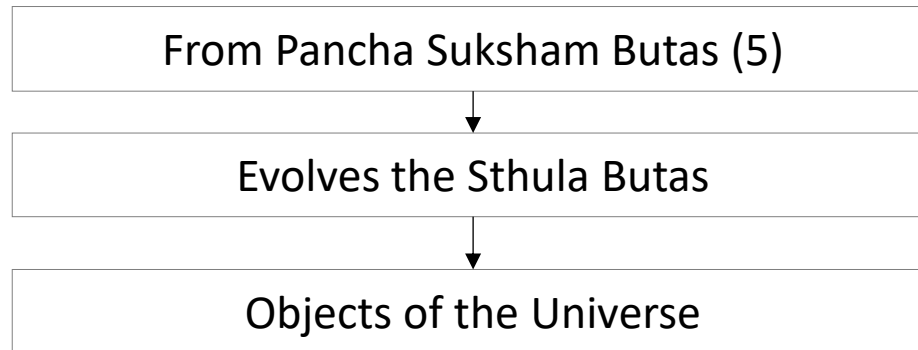 From Pancha Suksham Butas (5)
Evolves the Sthula Butas
Objects of the Universe